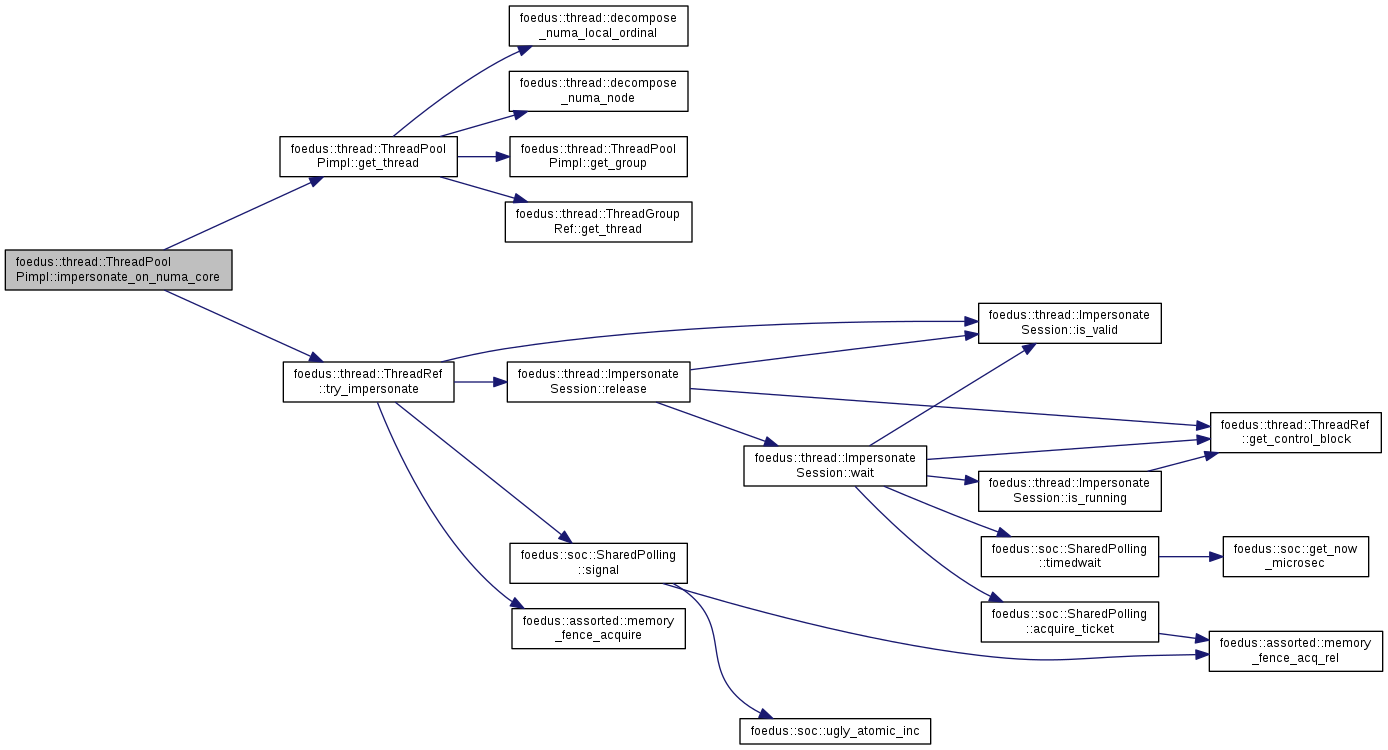 foedus::thread::decompose
_numa_local_ordinal
foedus::thread::decompose
_numa_node
foedus::thread::ThreadPool
Pimpl::get_thread
foedus::thread::ThreadPool
Pimpl::get_group
foedus::thread::ThreadGroup
Ref::get_thread
foedus::thread::ThreadPool
Pimpl::impersonate_on_numa_core
foedus::thread::Impersonate
Session::is_valid
foedus::thread::ThreadRef
::try_impersonate
foedus::thread::Impersonate
Session::release
foedus::thread::ThreadRef
::get_control_block
foedus::thread::Impersonate
Session::wait
foedus::thread::Impersonate
Session::is_running
foedus::soc::SharedPolling
::signal
foedus::soc::SharedPolling
::timedwait
foedus::soc::get_now
_microsec
foedus::assorted::memory
_fence_acquire
foedus::soc::SharedPolling
::acquire_ticket
foedus::assorted::memory
_fence_acq_rel
foedus::soc::ugly_atomic_inc